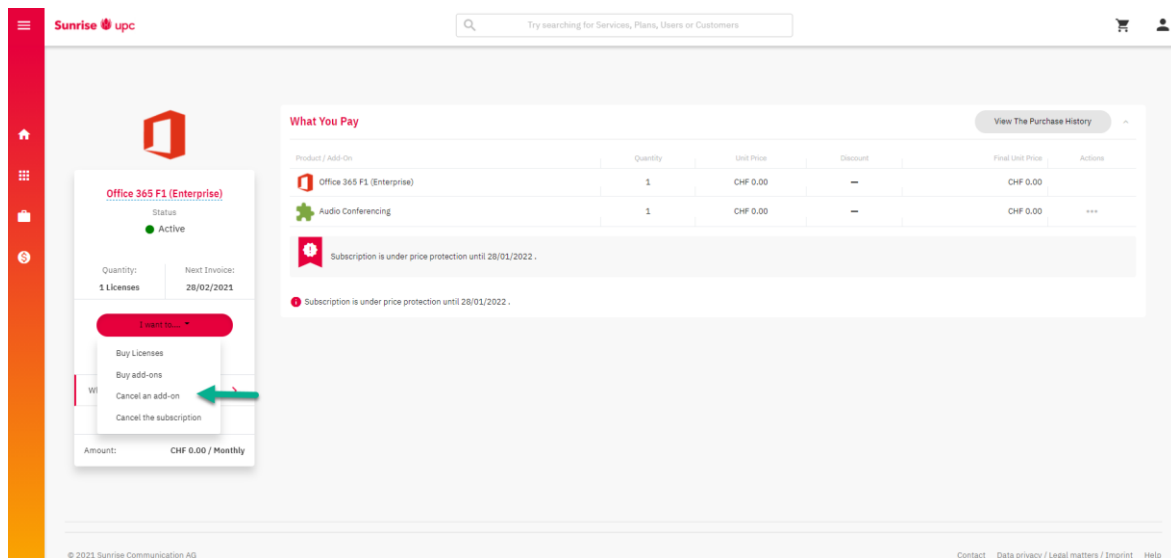 Sunrise upc
Try searching for Services, Plans, Users or Customers
Office 365 F1 (Enterprise)
Status
Active
Quantity:
Next Invoice:
1 Licenses
28/02/2021
I want to....
Buy Licenses
Buy add-ons
Cancel an add-on
Cancel the subscription
Amount:
CHF 0.00 / Monthly
What You Pay
View The Purchase History
Product / Add-On
Quantity
Unit Price
Discount
Final Unit Price
Actions
Office 365 F1 (Enterprise)
1
CHF 0.00
—
CHF 0.00
Audio Conferencing
1
CHF 0.00
—
CHF 0.00
Subscription is under price protection until 28/01/2022 .
Subscription is under price protection until 28/01/2022 .
© 2021 Sunrise Communication AG
Contact Data privacy / Legal matters / Imprint Help